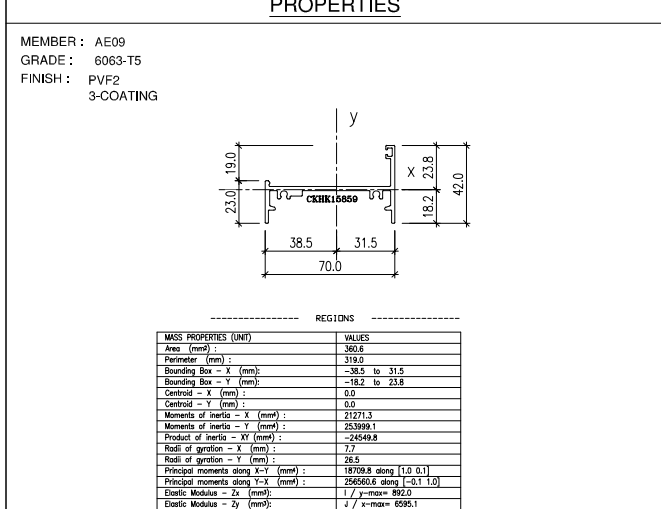 PROPERTIES
MEMBER : AE09
GRADE : 6063-T5
FINISH : PVF2
3-COATING
y
19.0
23.0
X
23.8
18.2
42.0
CKHK15859
38.5
31.5
70.0
REGIONS
MASS PROPERTIES (UNIT) VALUES
Area (mm²) : 360.6
Perimeter (mm) : 319.0
Bounding Box - X (mm): -38.5 to 31.5
Bounding Box - Y (mm): -18.2 to 23.8
Centroid - X (mm) : 0.0
Centroid - Y (mm) : 0.0
Moments of inertia - X (mm⁴) : 21271.3
Moments of inertia - Y (mm⁴) : 253999.1
Product of inertia - XY (mm⁴) : -24549.8
Radii of gyration - X (mm) : 7.7
Radii of gyration - Y (mm) : 26.5
Principal moments along X-Y (mm⁴) : 18709.8 along [1.0 0.1]
Principal moments along Y-X (mm⁴) : 256560.6 along [-0.1 1.0]
Elastic Modulus - Zx (mm³): I / y-max= 892.0
Elastic Modulus - Zy (mm³): J / x-max= 6595.1